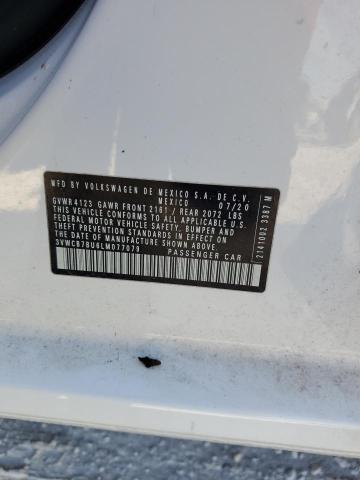 MFD BY VOLKSWAGEN DE MEXICO S.A. DE C.V.
MEXICO 07/20
GVWR 4123 GAWR FRONT 2161 / REAR 2072 LBS
THIS VEHICLE CONFORMS TO ALL APPLICABLE
FEDERAL MOTOR VEHICLE SAFETY, BUMPER AND
THEFT PREVENTION STANDARDS IN EFFECT ON THE
DATE OF MANUFACTURE SHOWN ABOVE.
3VWCB7BU6LM077079
PASSENGER CAR
2141002 3387 M